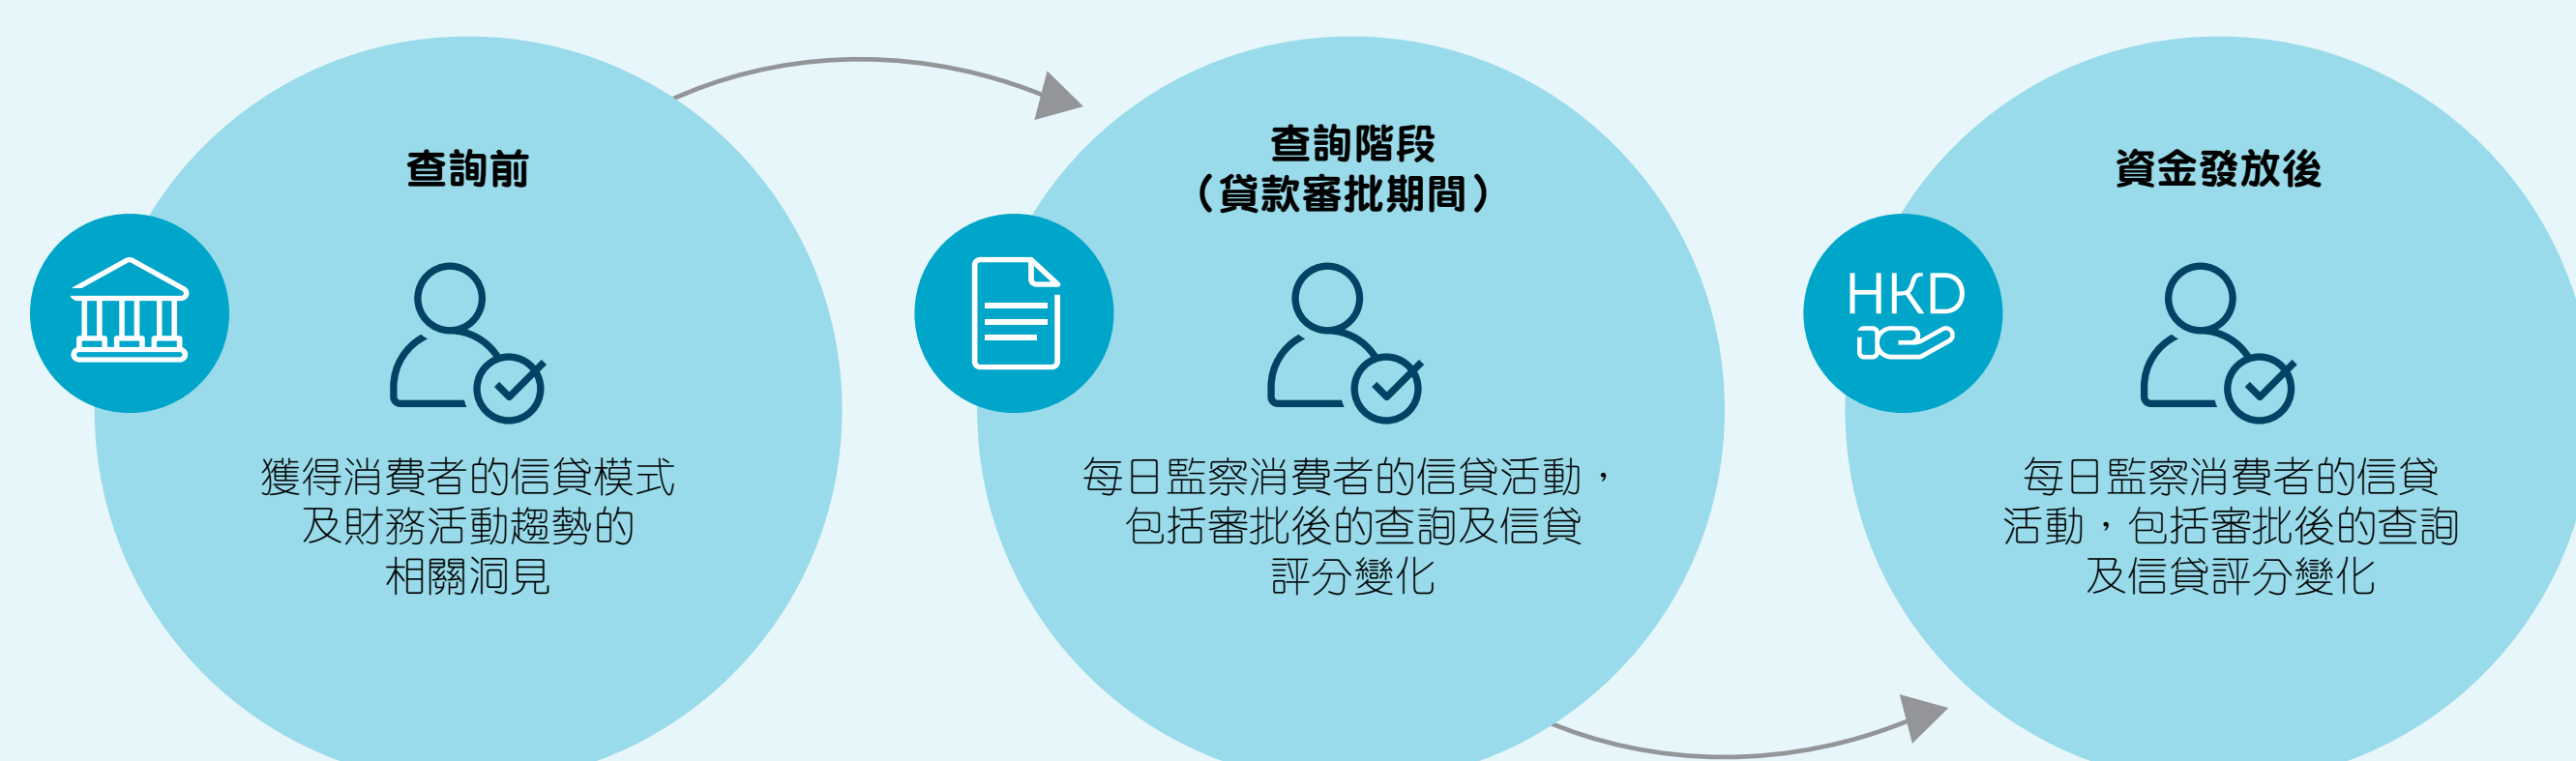 查詢前
獲得消費者的信貸模式
及財務活動趨勢的
相關洞見
查詢階段
（貸款審批期間）
每日監察消費者的信貸活動，
包括審批後的查詢及信貸
評分變化
資金發放後
HKD
每日監察消費者的信貸
活動，包括審批後的查詢
及信貸評分變化